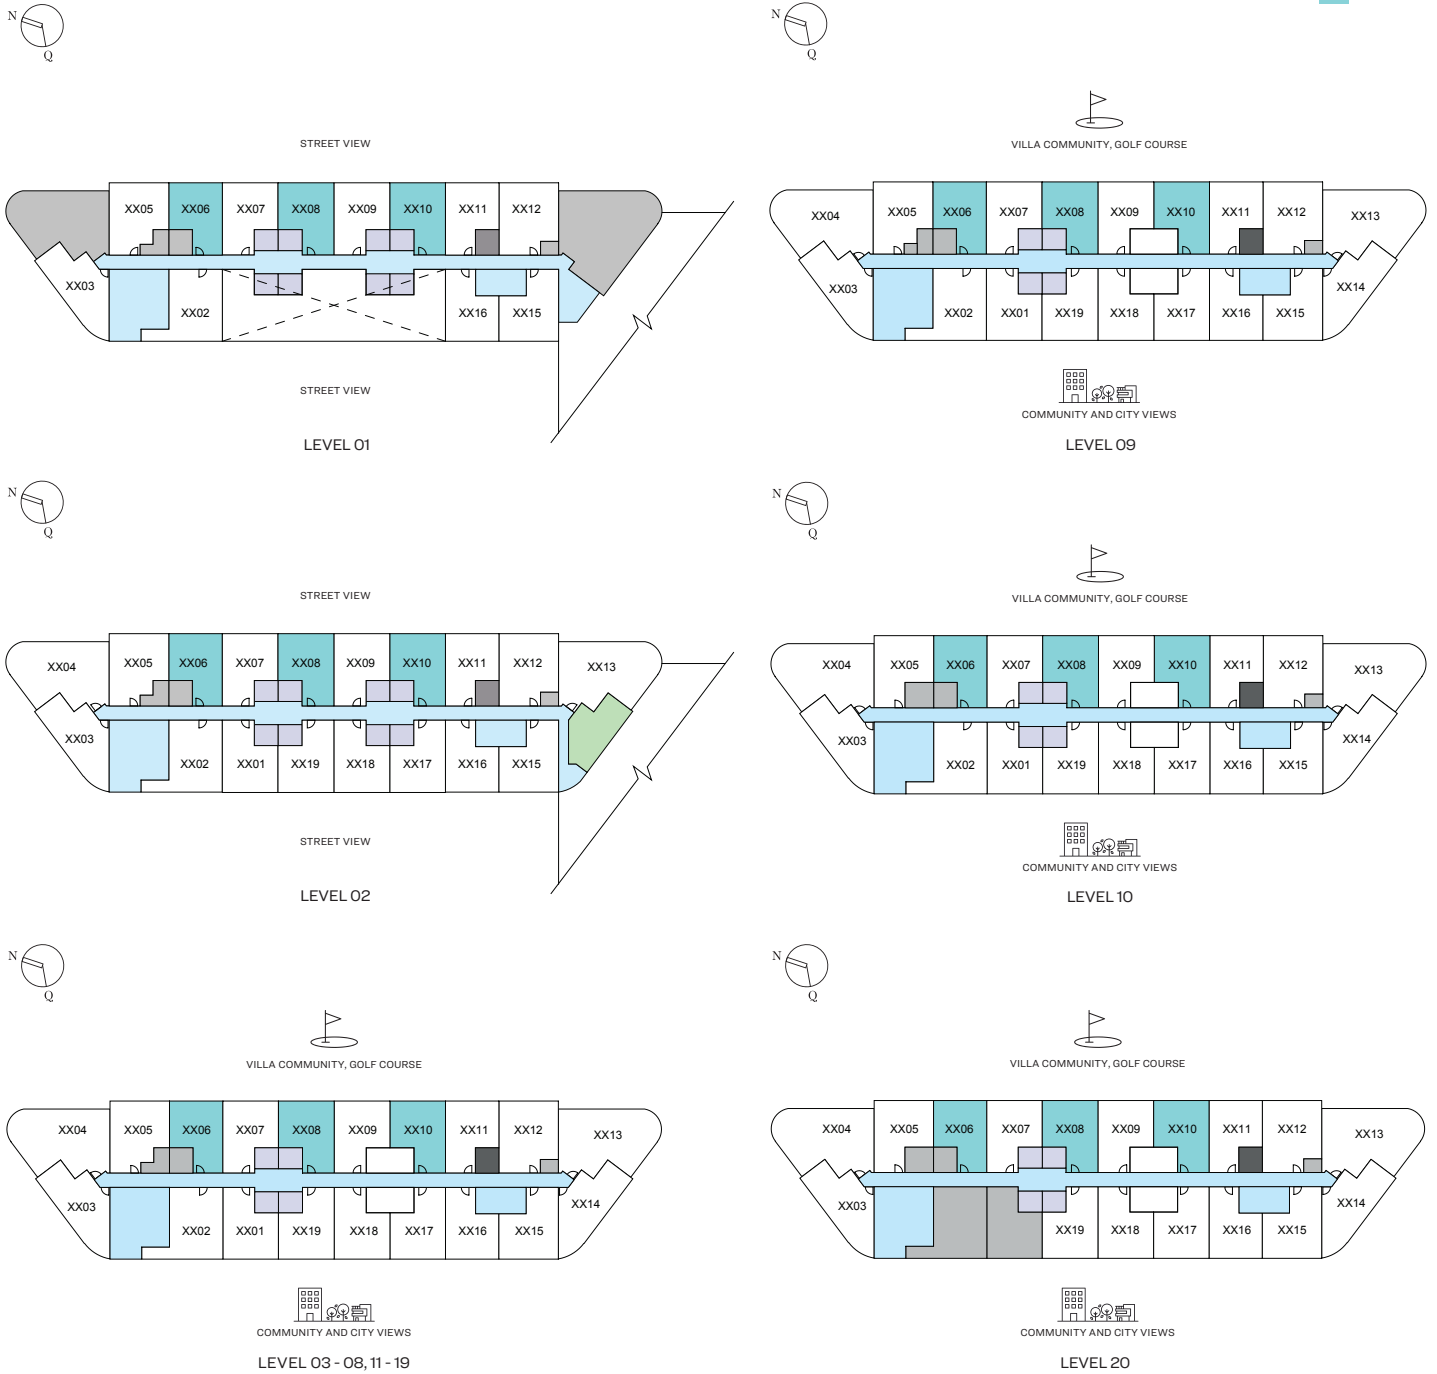 N
Q
STREET VIEW
XX05 XX06 XX07 XX08 XX09 XX10 XX11 XX12
XX03
XX02 XX16 XX15
STREET VIEW
LEVEL 01
N
Q
VILLA COMMUNITY, GOLF COURSE
XX04 XX05 XX06 XX07 XX08 XX09 XX10 XX11 XX12 XX13
XX03 XX14
XX02 XX01 XX19 XX18 XX17 XX16 XX15
COMMUNITY AND CITY VIEWS
LEVEL 09
N
Q
STREET VIEW
XX04 XX05 XX06 XX07 XX08 XX09 XX10 XX11 XX12 XX13
XX03
XX02 XX01 XX19 XX18 XX17 XX16 XX15
STREET VIEW
LEVEL 02
N
Q
VILLA COMMUNITY, GOLF COURSE
XX04 XX05 XX06 XX07 XX08 XX09 XX10 XX11 XX12 XX13
XX03 XX14
XX02 XX01 XX19 XX18 XX17 XX16 XX15
COMMUNITY AND CITY VIEWS
LEVEL 10
N
Q
VILLA COMMUNITY, GOLF COURSE
XX04 XX05 XX06 XX07 XX08 XX09 XX10 XX11 XX12 XX13
XX03 XX14
XX02 XX01 XX19 XX18 XX17 XX16 XX15
COMMUNITY AND CITY VIEWS
LEVEL 03 - 08, 11 - 19
N
Q
VILLA COMMUNITY, GOLF COURSE
XX04 XX05 XX06 XX07 XX08 XX09 XX10 XX11 XX12 XX13
XX03 XX14
XX19 XX18 XX17 XX16 XX15
COMMUNITY AND CITY VIEWS
LEVEL 20